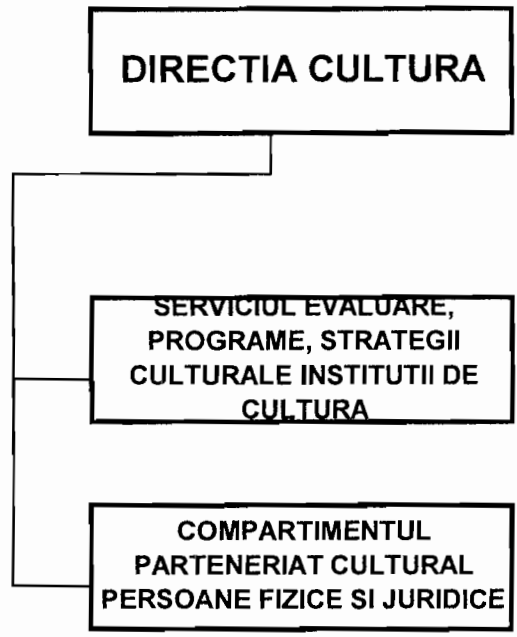 DIRECTIA CULTURA
SERVICIUL EVALUARE,
PROGRAME, STRATEGII
CULTURALE INSTITUTII DE
CULTURA
COMPARTIMENTUL
PARTENERIAT CULTURAL
PERSOANE FIZICE SI JURIDICE